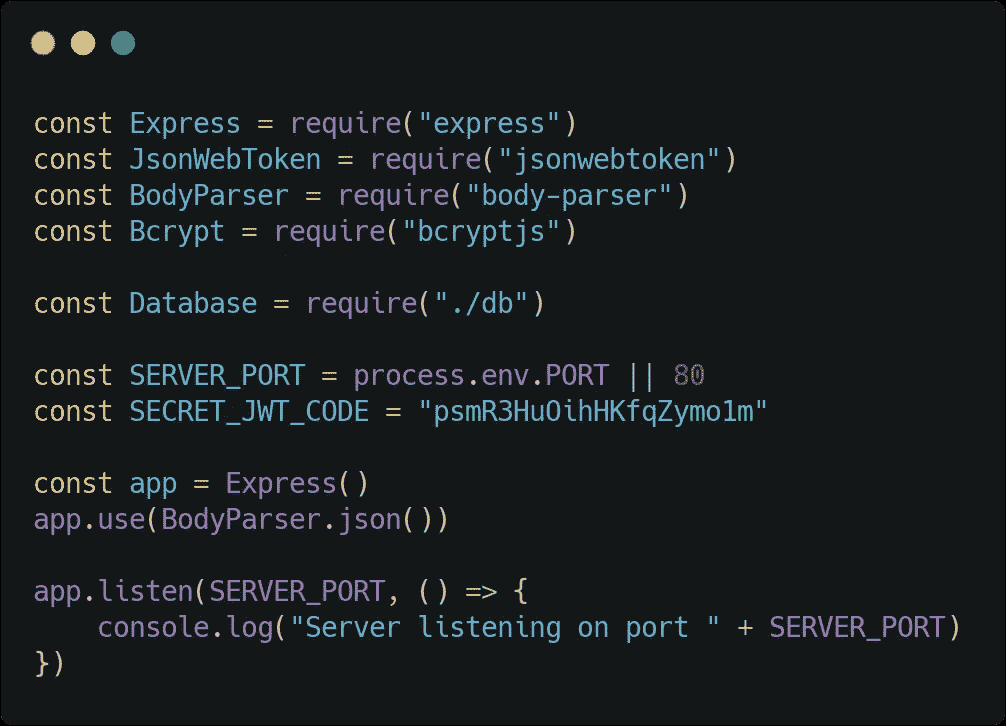 const Express = require("express")
const JsonWebToken = require("jsonwebtoken")
const BodyParser = require("body-parser")
const Bcrypt = require("bcryptjs")

const Database = require("./db")

const SERVER_PORT = process.env.PORT || 80
const SECRET_JWT_CODE = "psmR3HuOihHKfqZymo1m"

const app = Express()
app.use(BodyParser.json())

app.listen(SERVER_PORT, () => {
    console.log("Server listening on port " + SERVER_PORT)
})